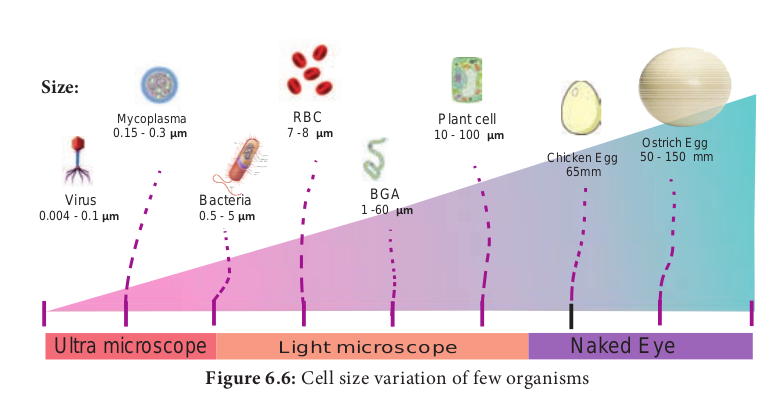 Size:
Mycoplasma
0.15 - 0.3 µm
RBC
7 -8 µm
Plant cell
10 - 100 µm
Ostrich Egg
50 - 150 mm
Chicken Egg
65mm
Virus
0.004 - 0.1 µm
Bacteria
0.5 - 5 µm
BGA
1 -60 µm
Ultra microscope
Light microscope
Naked Eye
Figure 6.6: Cell size variation of few organisms